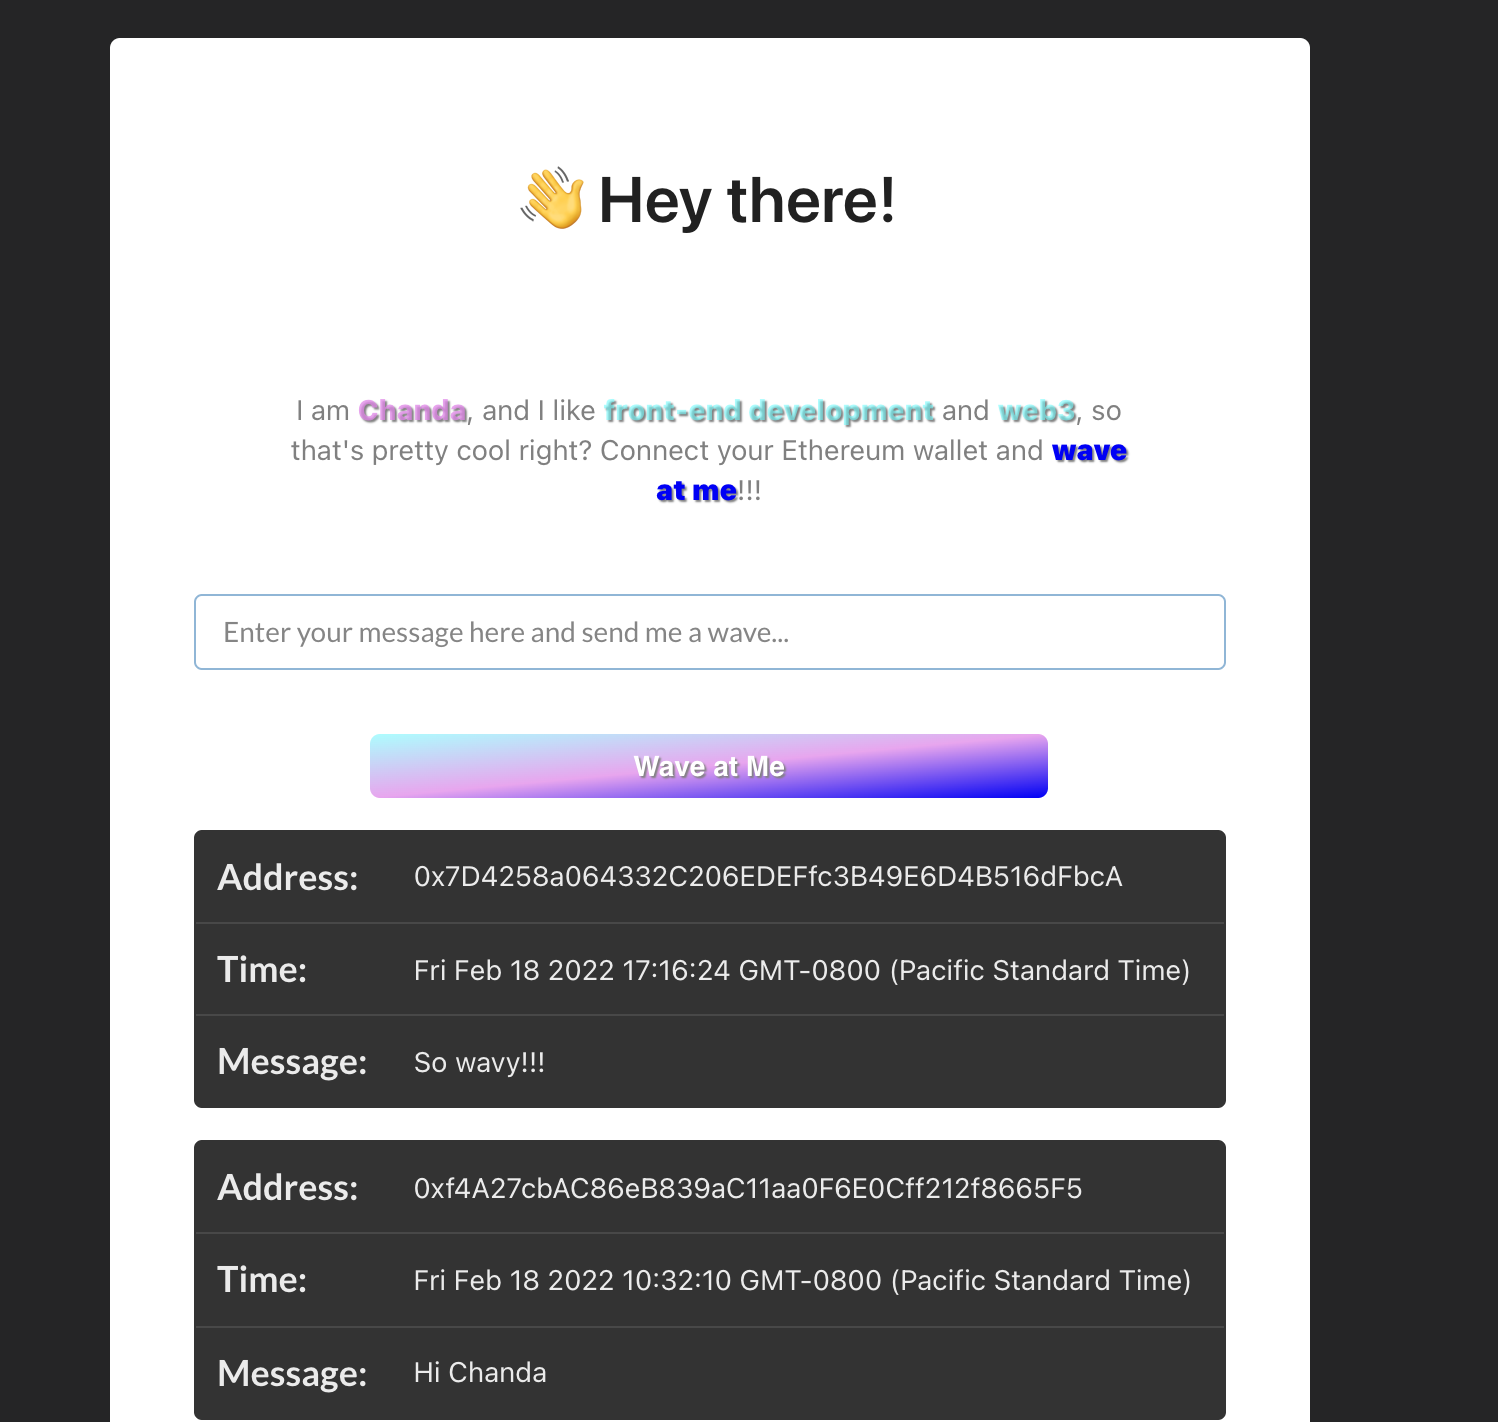 👋 Hey there!
I am Chanda, and I like front-end development and web3, so
that's pretty cool right? Connect your Ethereum wallet and wave
at me!!!
Enter your message here and send me a wave...
Wave at Me
Address: 0x7D4258a064332C206EDEFfc3B49E6D4B516dFbcA
Time: Fri Feb 18 2022 17:16:24 GMT-0800 (Pacific Standard Time)
Message: So wavy!!!
Address: 0xf4A27cbAC86eB839aC11aa0F6E0Cff212f8665F5
Time: Fri Feb 18 2022 10:32:10 GMT-0800 (Pacific Standard Time)
Message: Hi Chanda